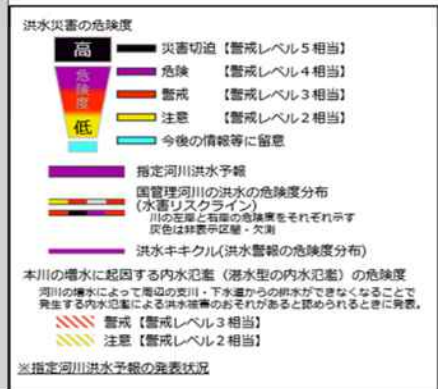 洪水災害の危険度
高
危険度
低
災害切迫【警戒レベル5相当】
危険 【警戒レベル4相当】
警戒 【警戒レベル3相当】
注意 【警戒レベル2相当】
今後の情報等に留意
指定河川洪水予報
国管理河川の洪水の危険度分布
(水害リスクライン)
川の左岸と右岸の危険度をそれぞれ示す
灰色は非表示区間・欠測
洪水キキクル(洪水警報の危険度分布)
本川の増水に起因する内水氾濫(湛水型の内水氾濫)の危険度
河川の増水によって周辺の支川・下水道からの排水ができなくなることで
発生する内水氾濫による浸水被害のおそれがあると認められるときに発表。
警戒【警戒レベル3相当】
注意【警戒レベル2相当】
※指定河川洪水予報の発表状況